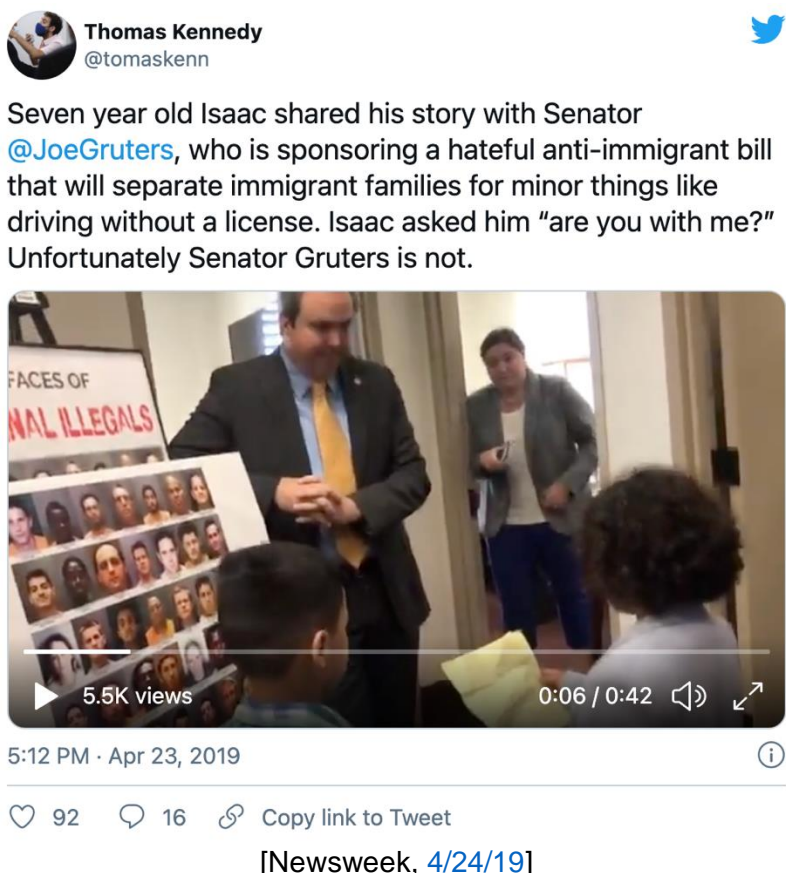 Thomas Kennedy
@tomaskenn
Seven year old Isaac shared his story with Senator
@JoeGruters, who is sponsoring a hateful anti-immigrant bill
that will separate immigrant families for minor things like
driving without a license. Isaac asked him “are you with me?”
Unfortunately Senator Gruters is not.
FACES OF
NAL ILLEGALS
5.5K views
0:06 / 0:42
5:12 PM · Apr 23, 2019
92 16 Copy link to Tweet
[Newsweek, 4/24/19]